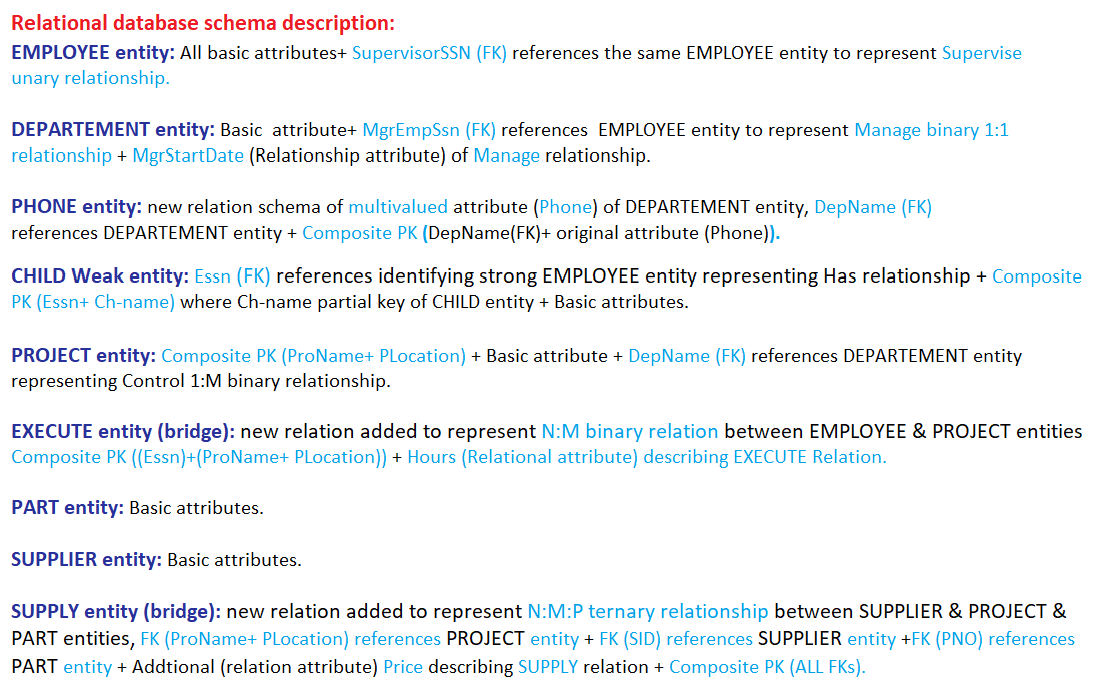 Relational database schema description:
EMPLOYEE entity: All basic attributes+ SupervisorSSN (FK) references the same EMPLOYEE entity to represent Supervise
unary relationship.
DEPARTEMENT entity: Basic  attribute+ MgrEmpSsn (FK) references  EMPLOYEE entity to represent Manage binary 1:1
relationship + MgrStartDate (Relationship attribute) of Manage relationship.
PHONE entity: new relation schema of multivalued attribute (Phone) of DEPARTEMENT entity, DepName (FK)
references DEPARTEMENT entity + Composite PK (DepName(FK)+ original attribute (Phone)).
CHILD Weak entity: Essn (FK) references identifying strong EMPLOYEE entity representing Has relationship + Composite
PK (Essn+ Ch-name) where Ch-name partial key of CHILD entity + Basic attributes.
PROJECT entity: Composite PK (ProName+ PLocation) + Basic attribute + DepName (FK) references DEPARTEMENT entity
representing Control 1:M binary relationship.
EXECUTE entity (bridge): new relation added to represent N:M binary relation between EMPLOYEE & PROJECT entities
Composite PK ((Essn)+(ProName+ PLocation)) + Hours (Relational attribute) describing EXECUTE Relation.
PART entity: Basic attributes.
SUPPLIER entity: Basic attributes.
SUPPLY entity (bridge): new relation added to represent N:M:P ternary relationship between SUPPLIER & PROJECT &
PART entities, FK (ProName+ PLocation) references PROJECT entity + FK (SID) references SUPPLIER entity +FK (PNO) references
PART entity + Addtional (relation attribute) Price describing SUPPLY relation + Composite PK (ALL FKs).